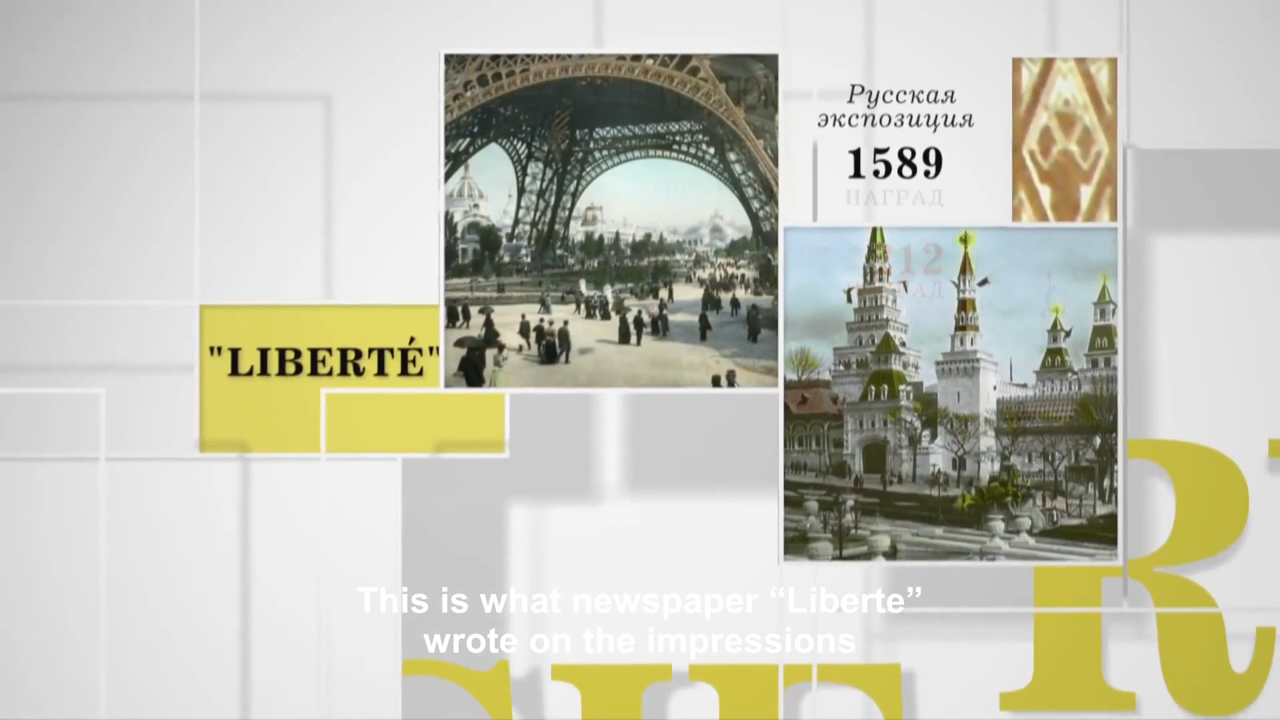 Русская
экспозиция
1589
НАГРАД
"LIBERTÉ"
This is what newspaper “Liberte”
wrote on the impressions
R